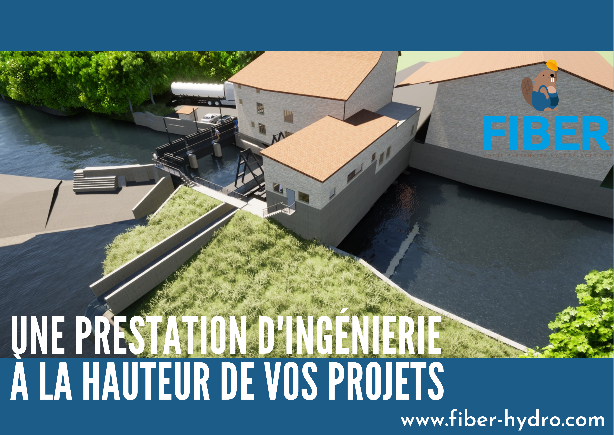 FIBER
UNE PRESTATION D'INGÉNIERIE
À LA HAUTEUR DE VOS PROJETS
www.fiber-hydro.com